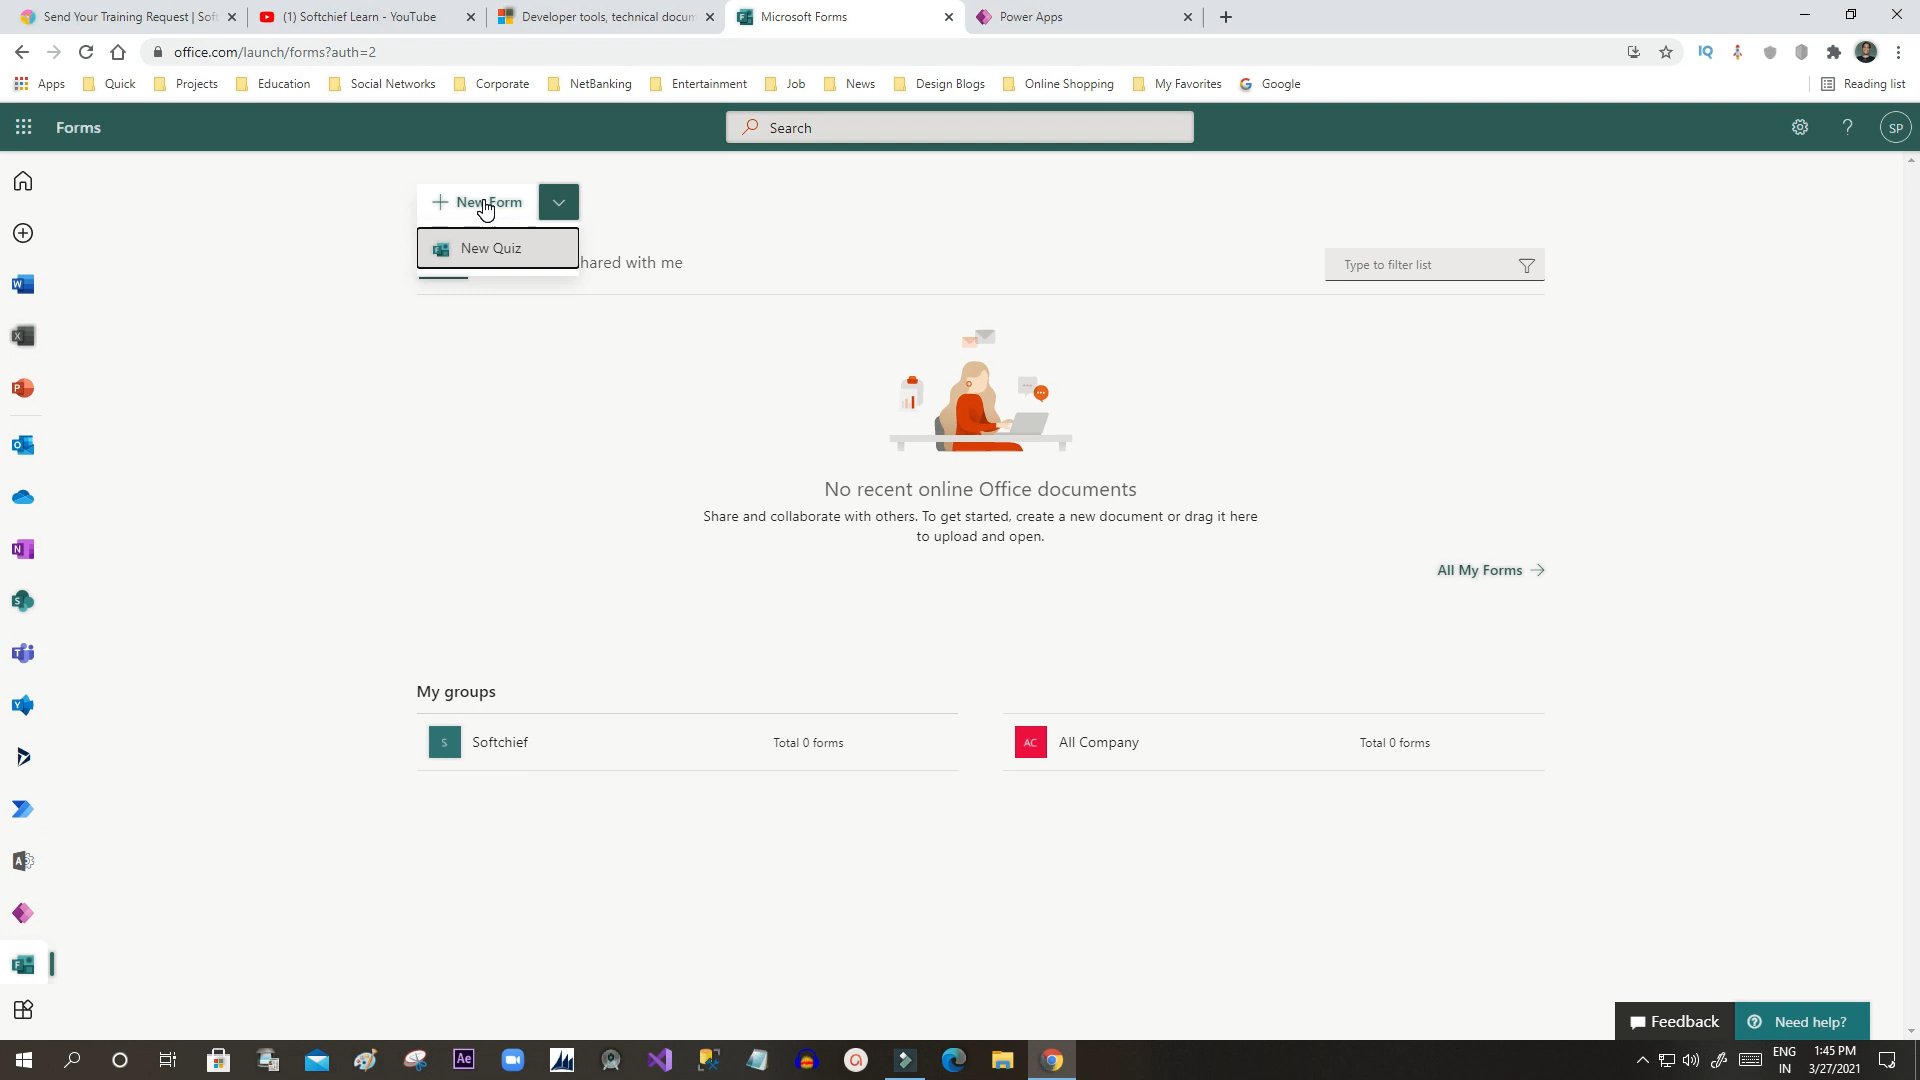 Send Your Training Request | Soft
(1) Softchief Learn - YouTube
Developer tools, technical docum
Microsoft Forms
Power Apps
office.com/launch/forms?auth=2
Apps
Quick
Projects
Education
Social Networks
Corporate
NetBanking
Entertainment
Job
News
Design Blogs
Online Shopping
My Favorites
Google
Reading list
Forms
Search
SP
New Form
New Quiz
hared with me
Type to filter list
No recent online Office documents
Share and collaborate with others. To get started, create a new document or drag it here
to upload and open.
All My Forms
My groups
S
Softchief
Total 0 forms
AC
All Company
Total 0 forms
Feedback
Need help?
ENG
IN
1:45 PM
3/27/2021